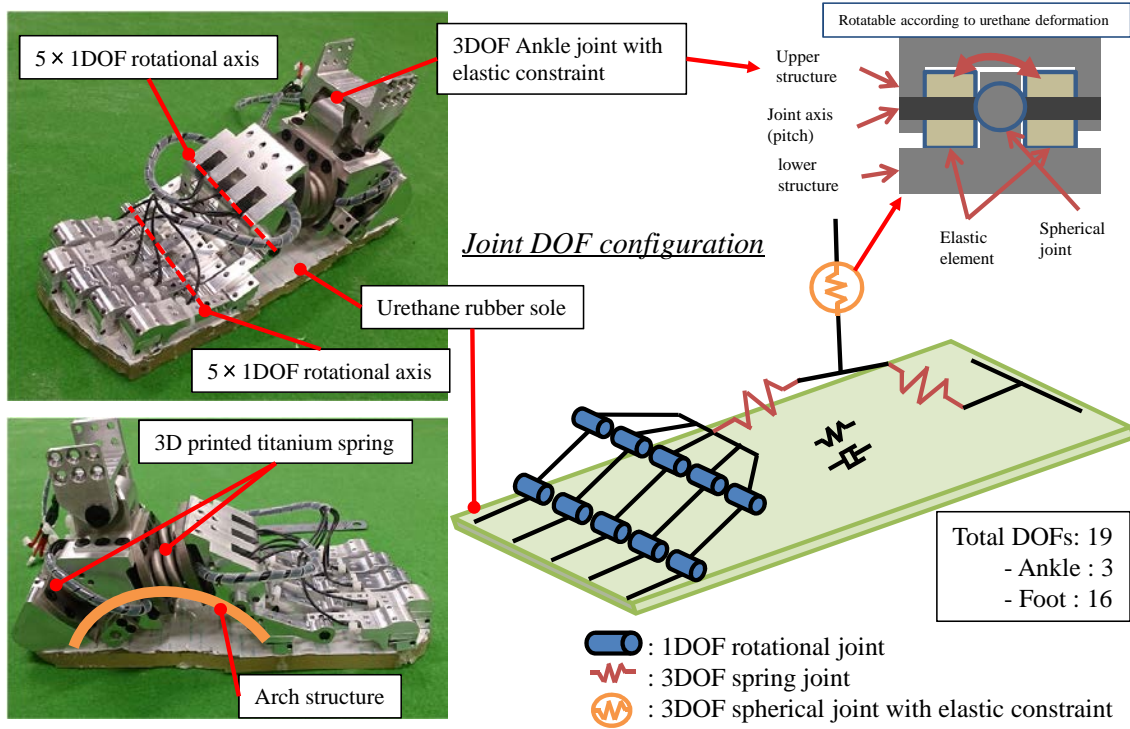 5 × 1DOF rotational axis
3DOF Ankle joint with
elastic constraint
Rotatable according to urethane deformation
Upper
structure
Joint axis
(pitch)
lower
structure
Elastic
element
Spherical
joint
Joint DOF configuration
Urethane rubber sole
5 × 1DOF rotational axis
3D printed titanium spring
Arch structure
Total DOFs: 19
- Ankle : 3
- Foot : 16
: 1DOF rotational joint
: 3DOF spring joint
: 3DOF spherical joint with elastic constraint